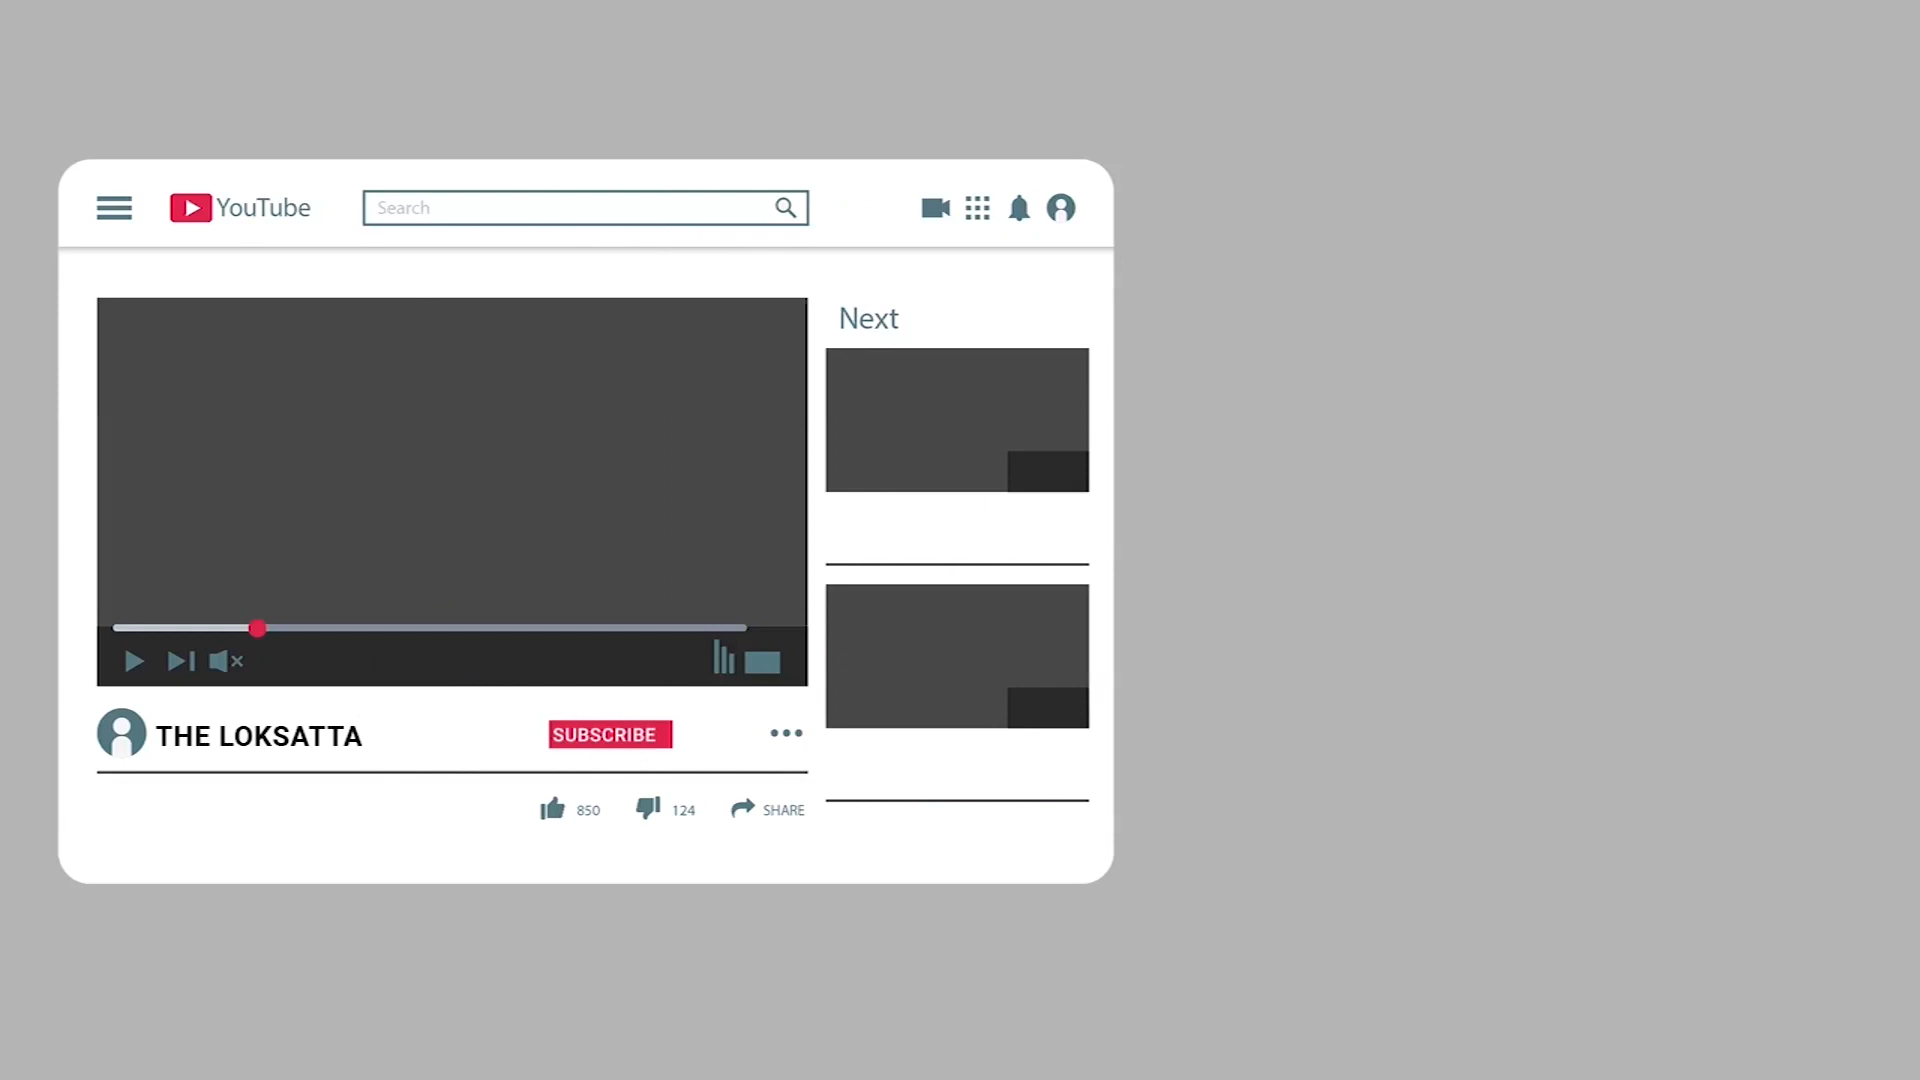 YouTube
Search
Next
THE LOKSATTA
SUBSCRIBE
850
124
SHARE